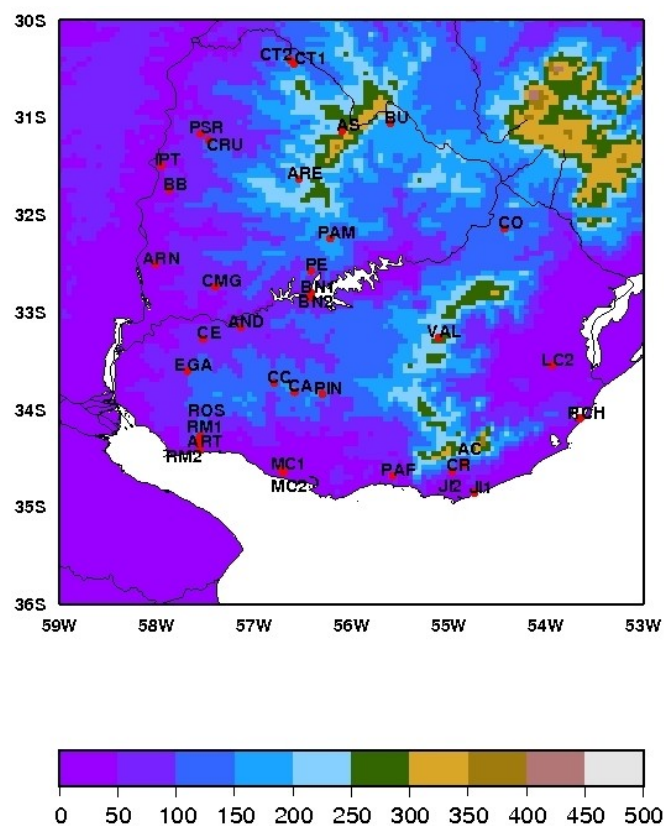 30S
CT2 CT1
31S
PSR AS BU
CRU
IPT
BB ARE
32S
PAM CO
ARN PE
CMG BN1
BN2
33S
AND
CE VAL
EGA LC2
CC CA PIN
34S
ROS RCH
RM1
ART AC
RM2 MC1 PAF CR
MC2 JI2 JI1
35S
36S
59W 58W 57W 56W 55W 54W 53W
0 50 100 150 200 250 300 350 400 450 500